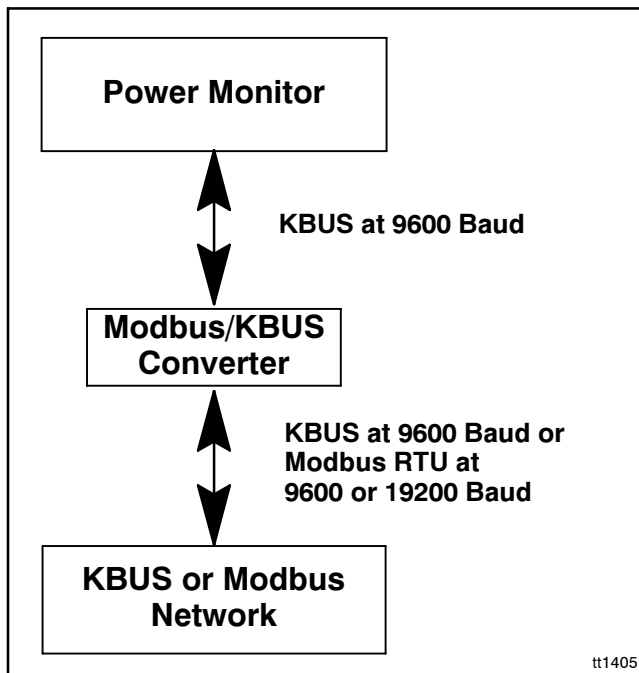 Power Monitor
KBUS at 9600 Baud
Modbus/KBUS
Converter
KBUS at 9600 Baud or
Modbus RTU at
9600 or 19200 Baud
KBUS or Modbus
Network
tt1405